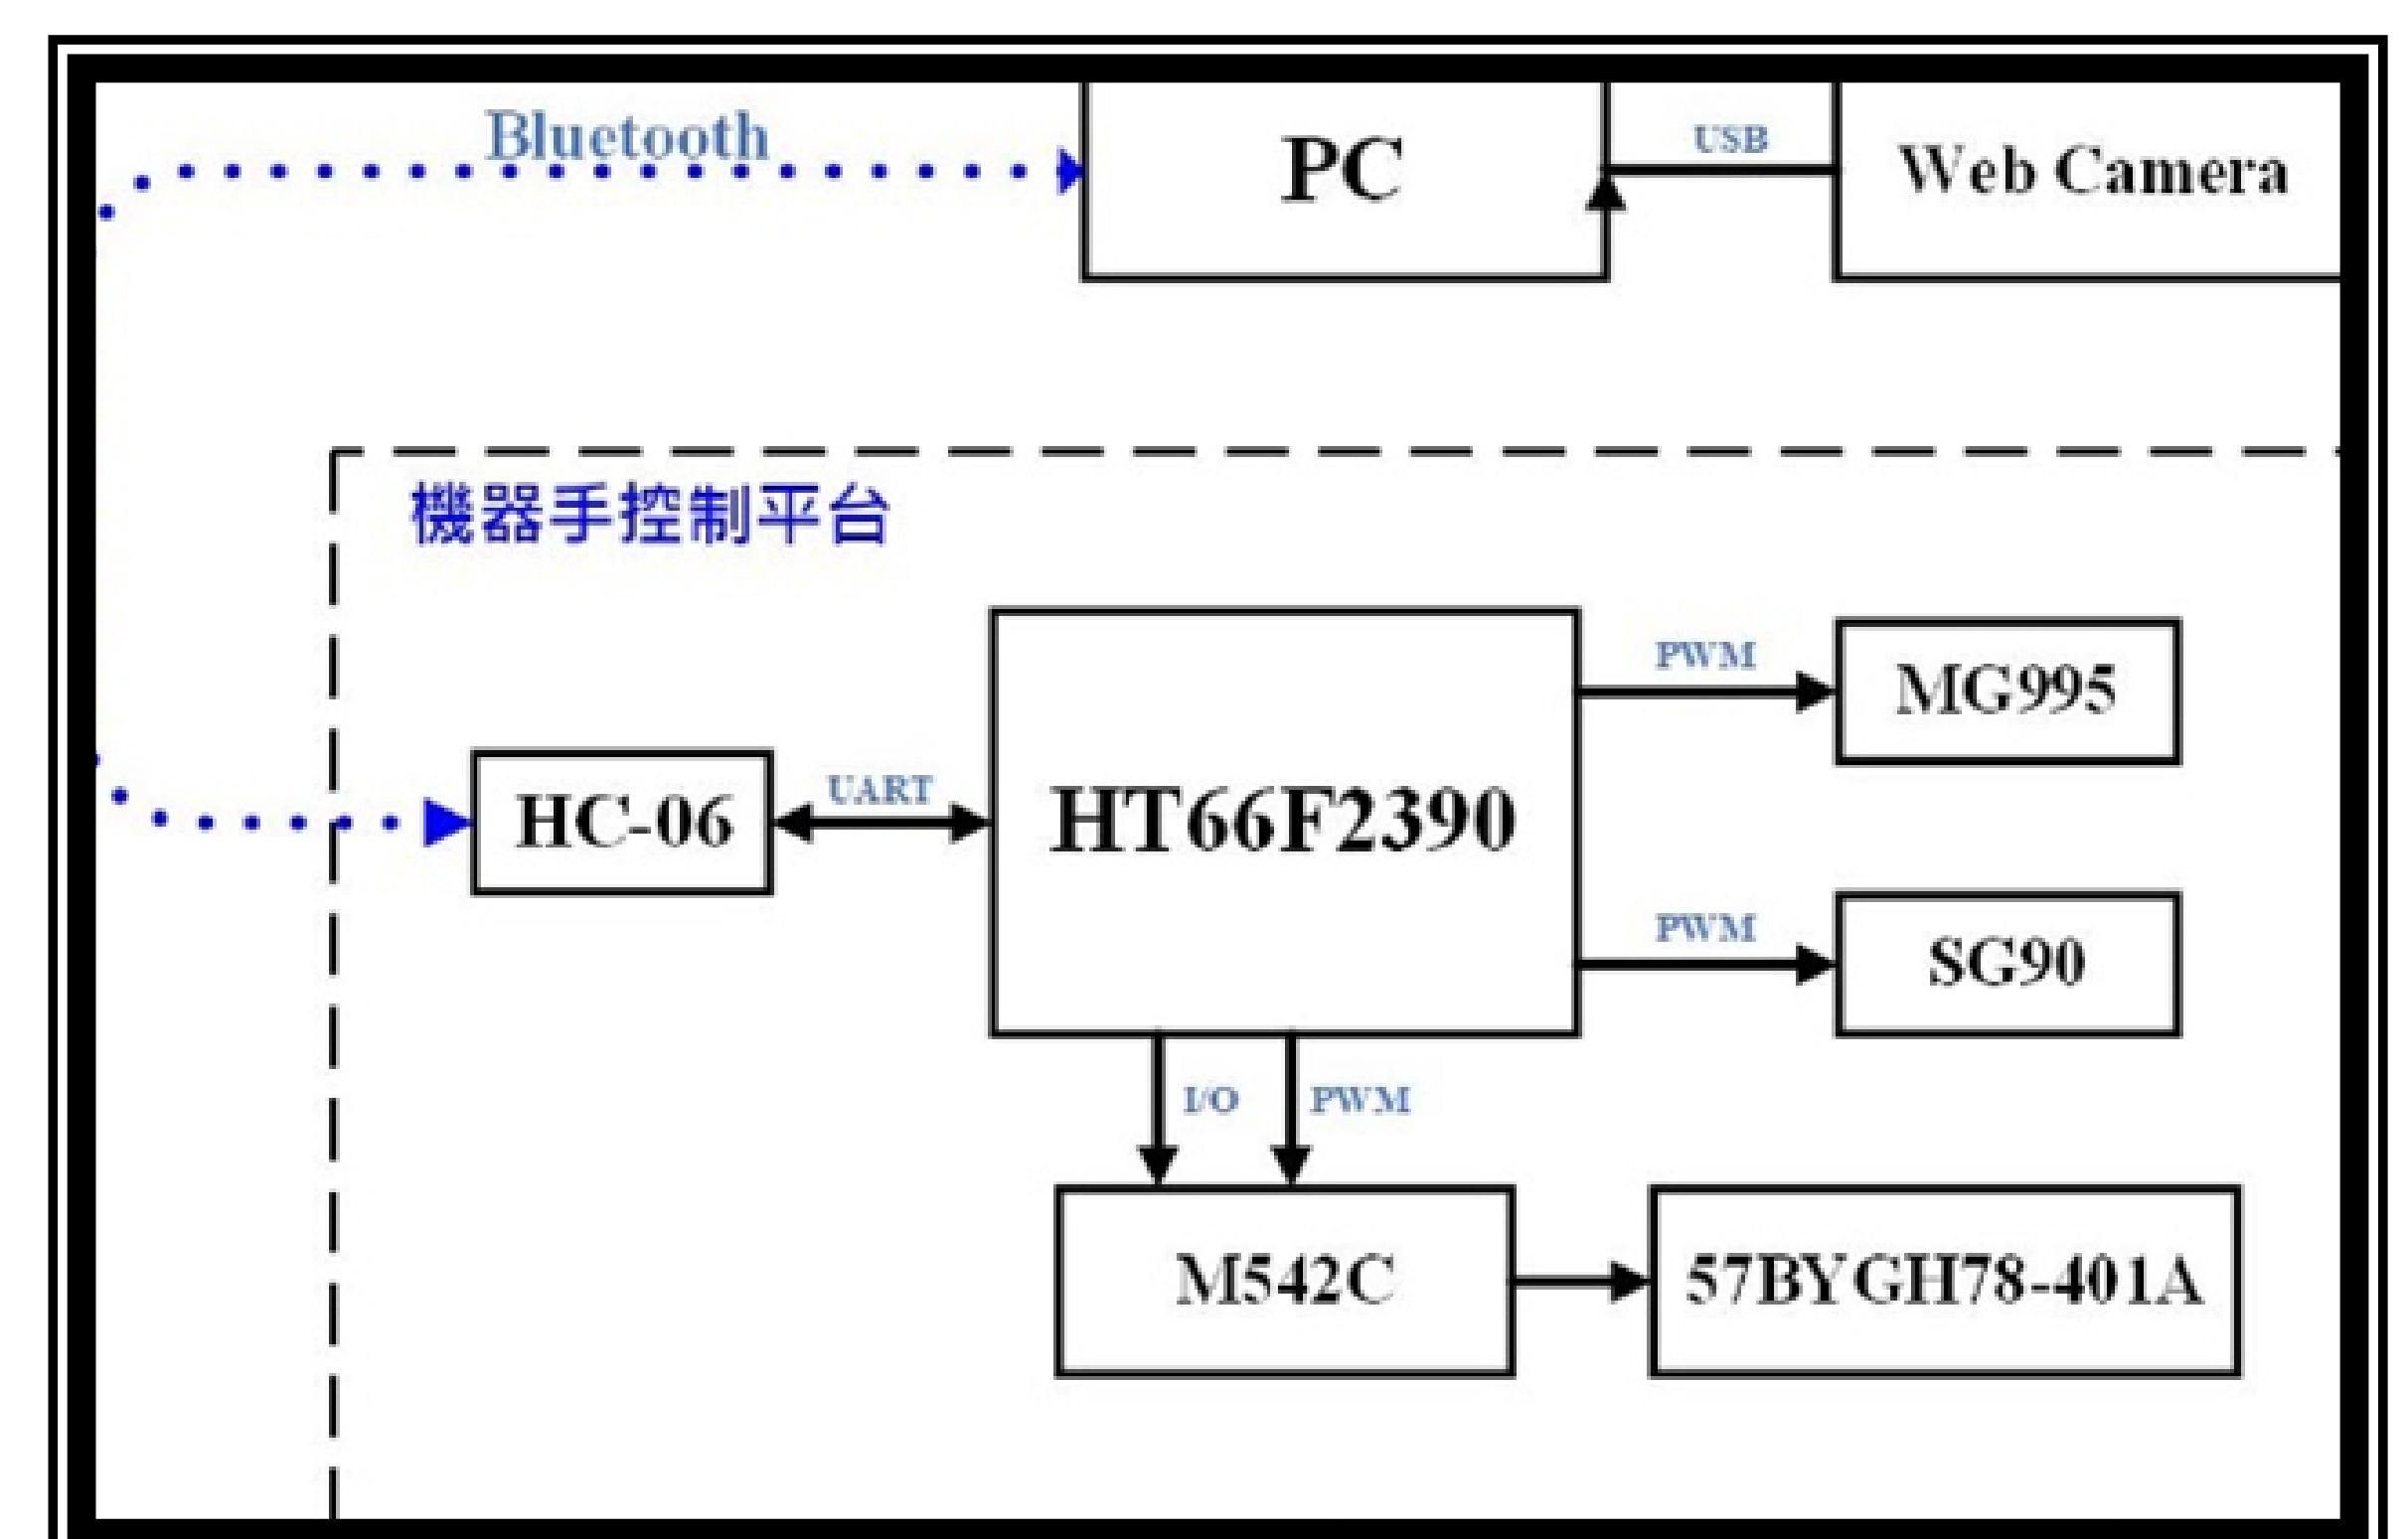 Bluetooth
PC
USB
Web Camera
機器手控制平台
PWM
MG995
HC-06
UART
HT66F2390
PWM
SG90
I/O
PWM
M542C
57BYGH78-401A